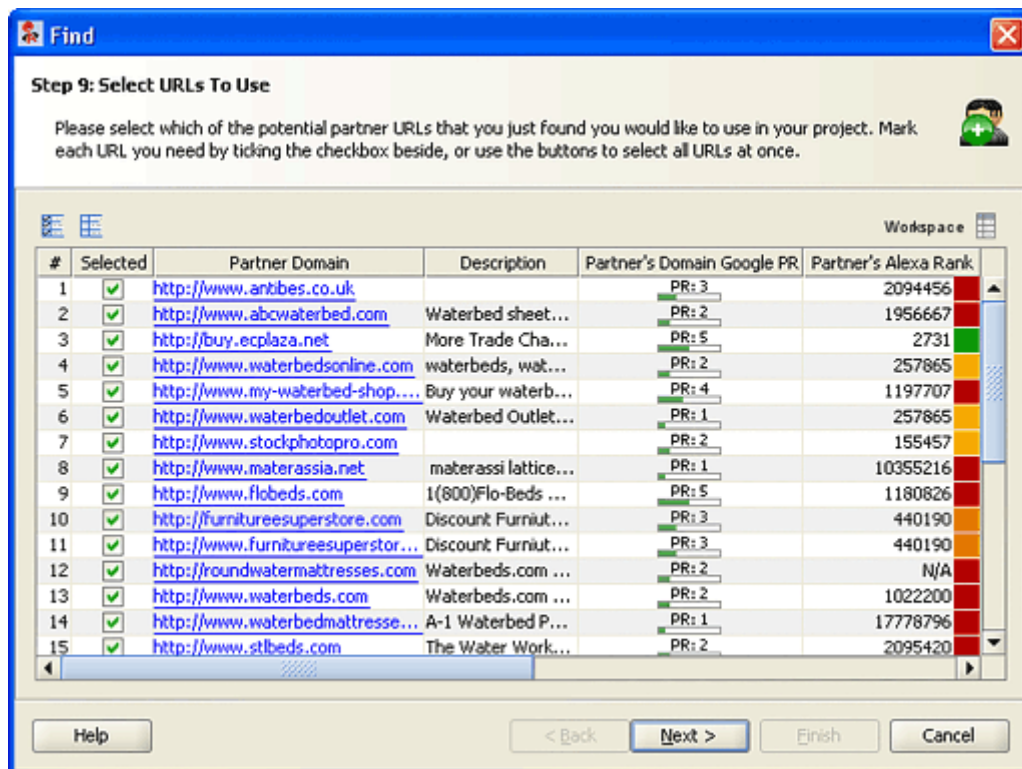 Find
Step 9: Select URLs To Use
Please select which of the potential partner URLs that you just found you would like to use in your project. Mark
each URL you need by ticking the checkbox beside, or use the buttons to select all URLs at once.
Workspace
# Selected Partner Domain Description Partner's Domain Google PR Partner's Alexa Rank
1 http://www.antibes.co.uk PR: 3 2094456
2 http://www.abcwaterbed.com Waterbed sheet... PR: 2 1956667
3 http://buy.ecplaza.net More Trade Cha... PR: 5 2731
4 http://www.waterbedsonline.com waterbeds, wat... PR: 2 257865
5 http://www.my-waterbed-shop.... Buy your waterb... PR: 4 1197707
6 http://www.waterbedoutlet.com Waterbed Outlet... PR: 1 257865
7 http://www.stockphotopro.com PR: 2 155457
8 http://www.materassia.net materassi lattice... PR: 1 10355216
9 http://www.flobeds.com 1(800)Flo-Beds ... PR: 5 1180826
10 http://furnitureesuperstore.com Discount Furniut... PR: 3 440190
11 http://www.furnitureesuperstor... Discount Furniut... PR: 3 440190
12 http://roundwatermattresses.com Waterbeds.com ... PR: 2 N/A
13 http://www.waterbeds.com Waterbeds.com ... PR: 2 1022200
14 http://www.waterbedmattresse... A-1 Waterbed P... PR: 1 17778796
15 http://www.stlbeds.com The Water Work... PR: 2 2095420
Help < Back Next > Finish Cancel